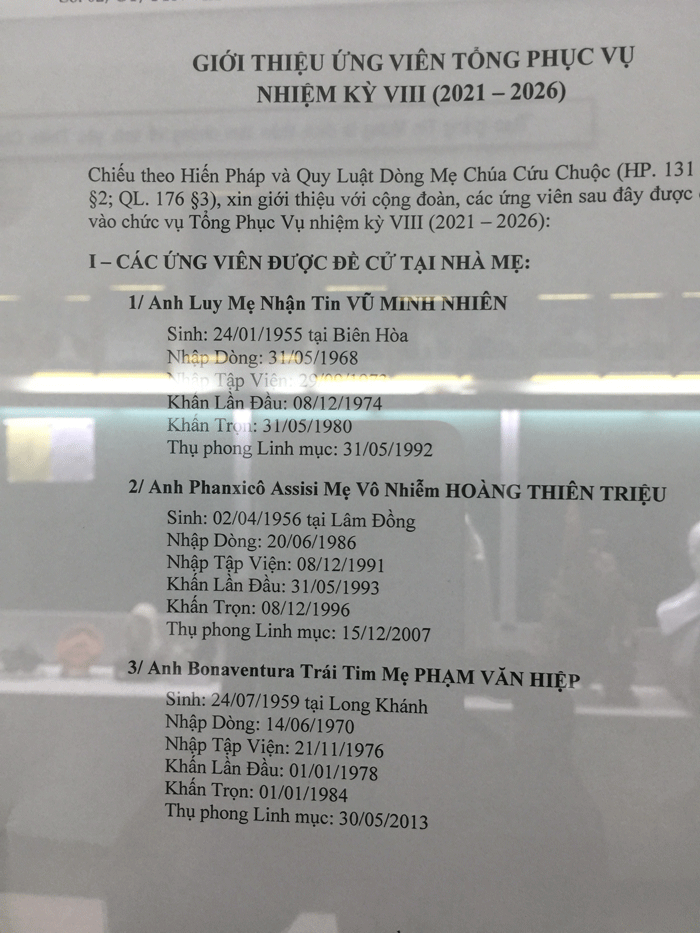 GIỚI THIỆU ỨNG VIÊN TỔNG PHỤC VỤ
NHIỆM KỲ VIII (2021 – 2026)
Chiếu theo Hiến Pháp và Quy Luật Dòng Mẹ Chúa Cứu Chuộc (HP. 131
§2; QL. 176 §3), xin giới thiệu với cộng đoàn, các ứng viên sau đây được
vào chức vụ Tổng Phục Vụ nhiệm kỳ VIII (2021 – 2026):
I – CÁC ỨNG VIÊN ĐƯỢC ĐỀ CỬ TẠI NHÀ MẸ:
1/ Anh Luy Mẹ Nhận Tin VŨ MINH NHIÊN
Sinh: 24/01/1955 tại Biên Hòa
Nhập Dòng: 31/05/1968
Nhập Tập Viện:
Khấn Lần Đầu: 08/12/1974
Khấn Trọn: 31/05/1980
Thụ phong Linh mục: 31/05/1992
2/ Anh Phanxicô Assisi Mẹ Vô Nhiễm HOÀNG THIÊN TRIỆU
Sinh: 02/04/1956 tại Lâm Đồng
Nhập Dòng: 20/06/1986
Nhập Tập Viện: 08/12/1991
Khấn Lần Đầu: 31/05/1993
Khấn Trọn: 08/12/1996
Thụ phong Linh mục: 15/12/2007
3/ Anh Bonaventura Trái Tim Mẹ PHẠM VĂN HIỆP
Sinh: 24/07/1959 tại Long Khánh
Nhập Dòng: 14/06/1970
Nhập Tập Viện: 21/11/1976
Khấn Lần Đầu: 01/01/1978
Khấn Trọn: 01/01/1984
Thụ phong Linh mục: 30/05/2013